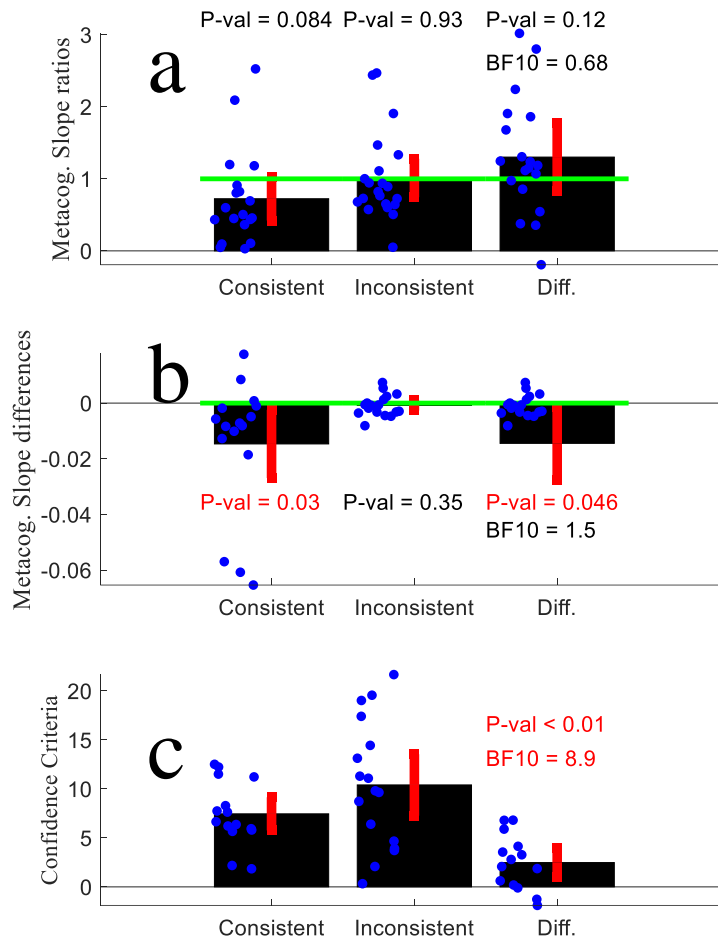 P-val = 0.084 P-val = 0.93 P-val = 0.12
BF10 = 0.68
a
Metacog. Slope ratios
3
2
1
0
Consistent Inconsistent Diff.
b
Metacog. Slope differences
0
-0.02
-0.04
-0.06
P-val = 0.03 P-val = 0.35 P-val = 0.046
BF10 = 1.5
Consistent Inconsistent Diff.
c
Confidence Criteria
20
15
10
5
0
P-val < 0.01
BF10 = 8.9
Consistent Inconsistent Diff.